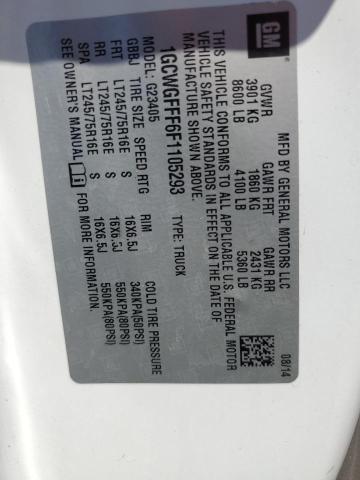 GM
MFD BY GENERAL MOTORS LLC
08/14
GVWR GAWR FRT GAWR RR
3901 KG 1860 KG 2431 KG
8600 LB 4100 LB 5360 LB
THIS VEHICLE CONFORMS TO ALL APPLICABLE U.S. FEDERAL MOTOR
VEHICLE SAFETY STANDARDS IN EFFECT ON THE DATE OF
MANUFACTURE SHOWN ABOVE.
1GCWGFFF6F1105293 TYPE: TRUCK
MODEL: G23405
GBBJ TIRE SIZE SPEED RTG RIM COLD TIRE PRESSURE
FRT LT245/75R16E S 16X6.5J 340KPA(50PSI)
RR LT245/75R16E S 16X6.5J 550KPA(80PSI)
SPA LT245/75R16E S 16X6.5J 550KPA(80PSI)
SEE OWNER'S MANUAL FOR MORE INFORMATION.